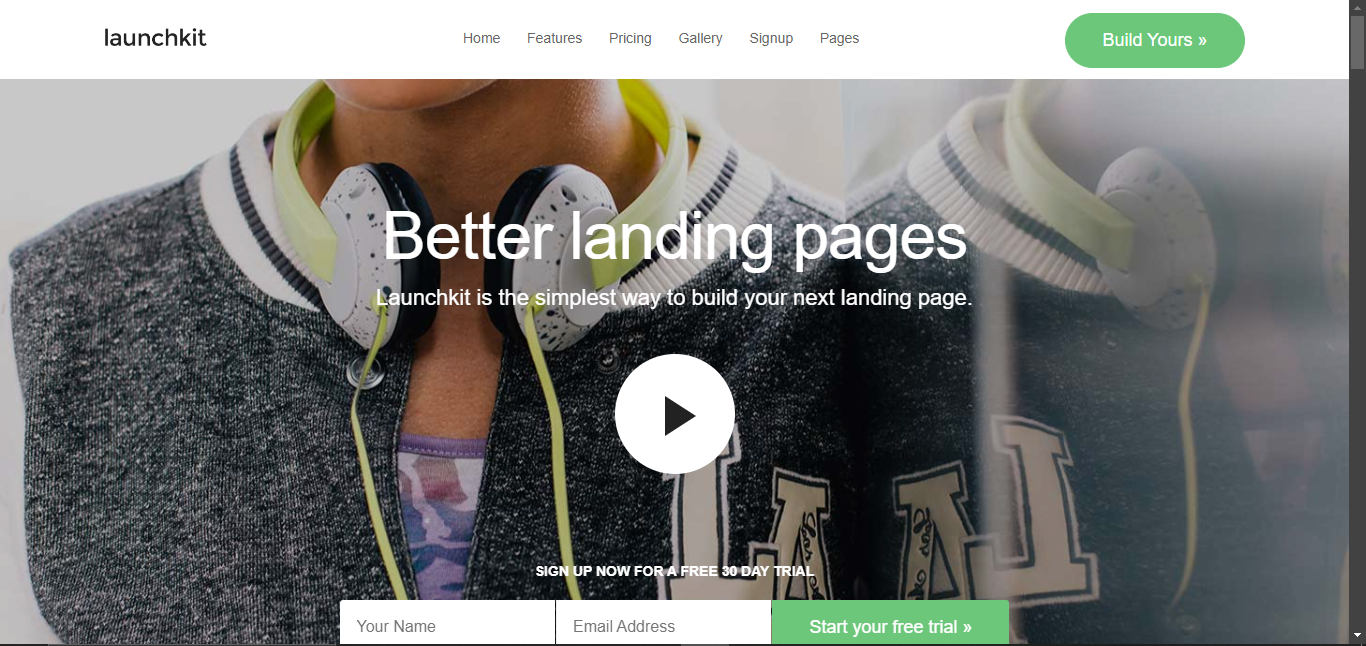 launchkit
Home Features Pricing Gallery Signup Pages
Build Yours »
Better landing pages
Launchkit is the simplest way to build your next landing page.
SIGN UP NOW FOR A FREE 30 DAY TRIAL
Your Name Email Address Start your free trial »